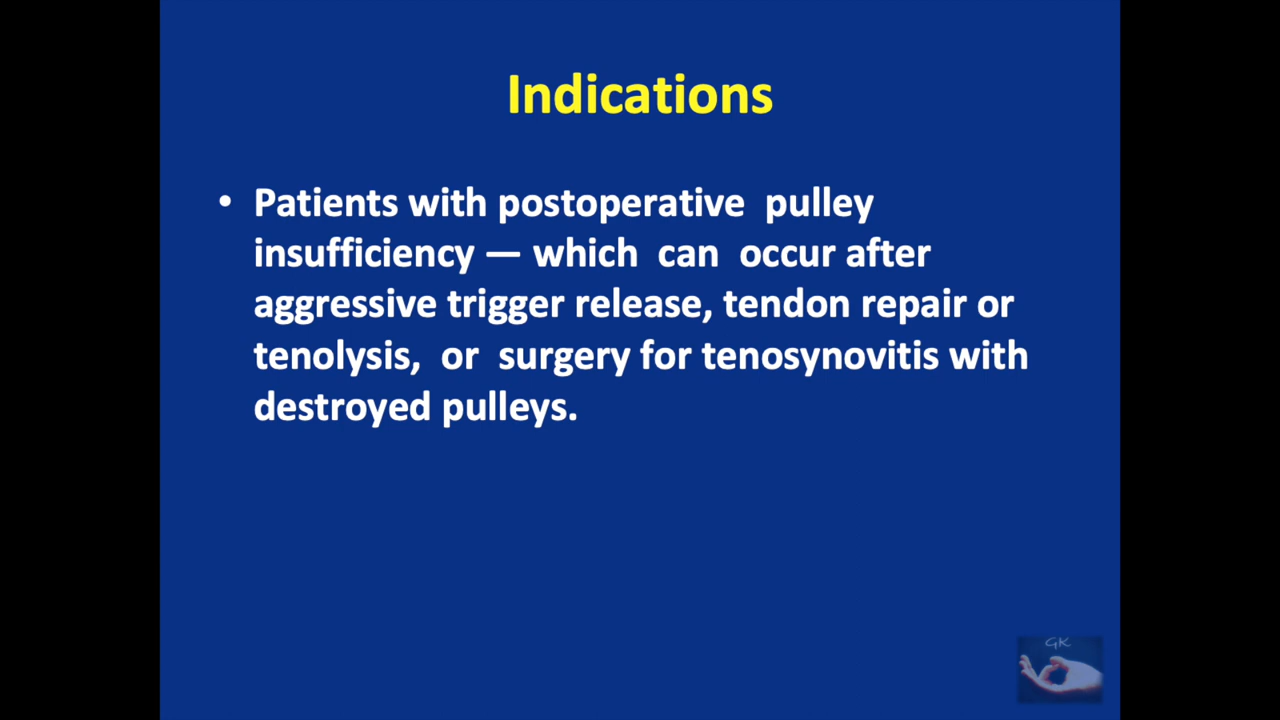 Indications
• Patients with postoperative pulley
insufficiency — which can occur after
aggressive trigger release, tendon repair or
tenolysis, or surgery for tenosynovitis with
destroyed pulleys.
GK